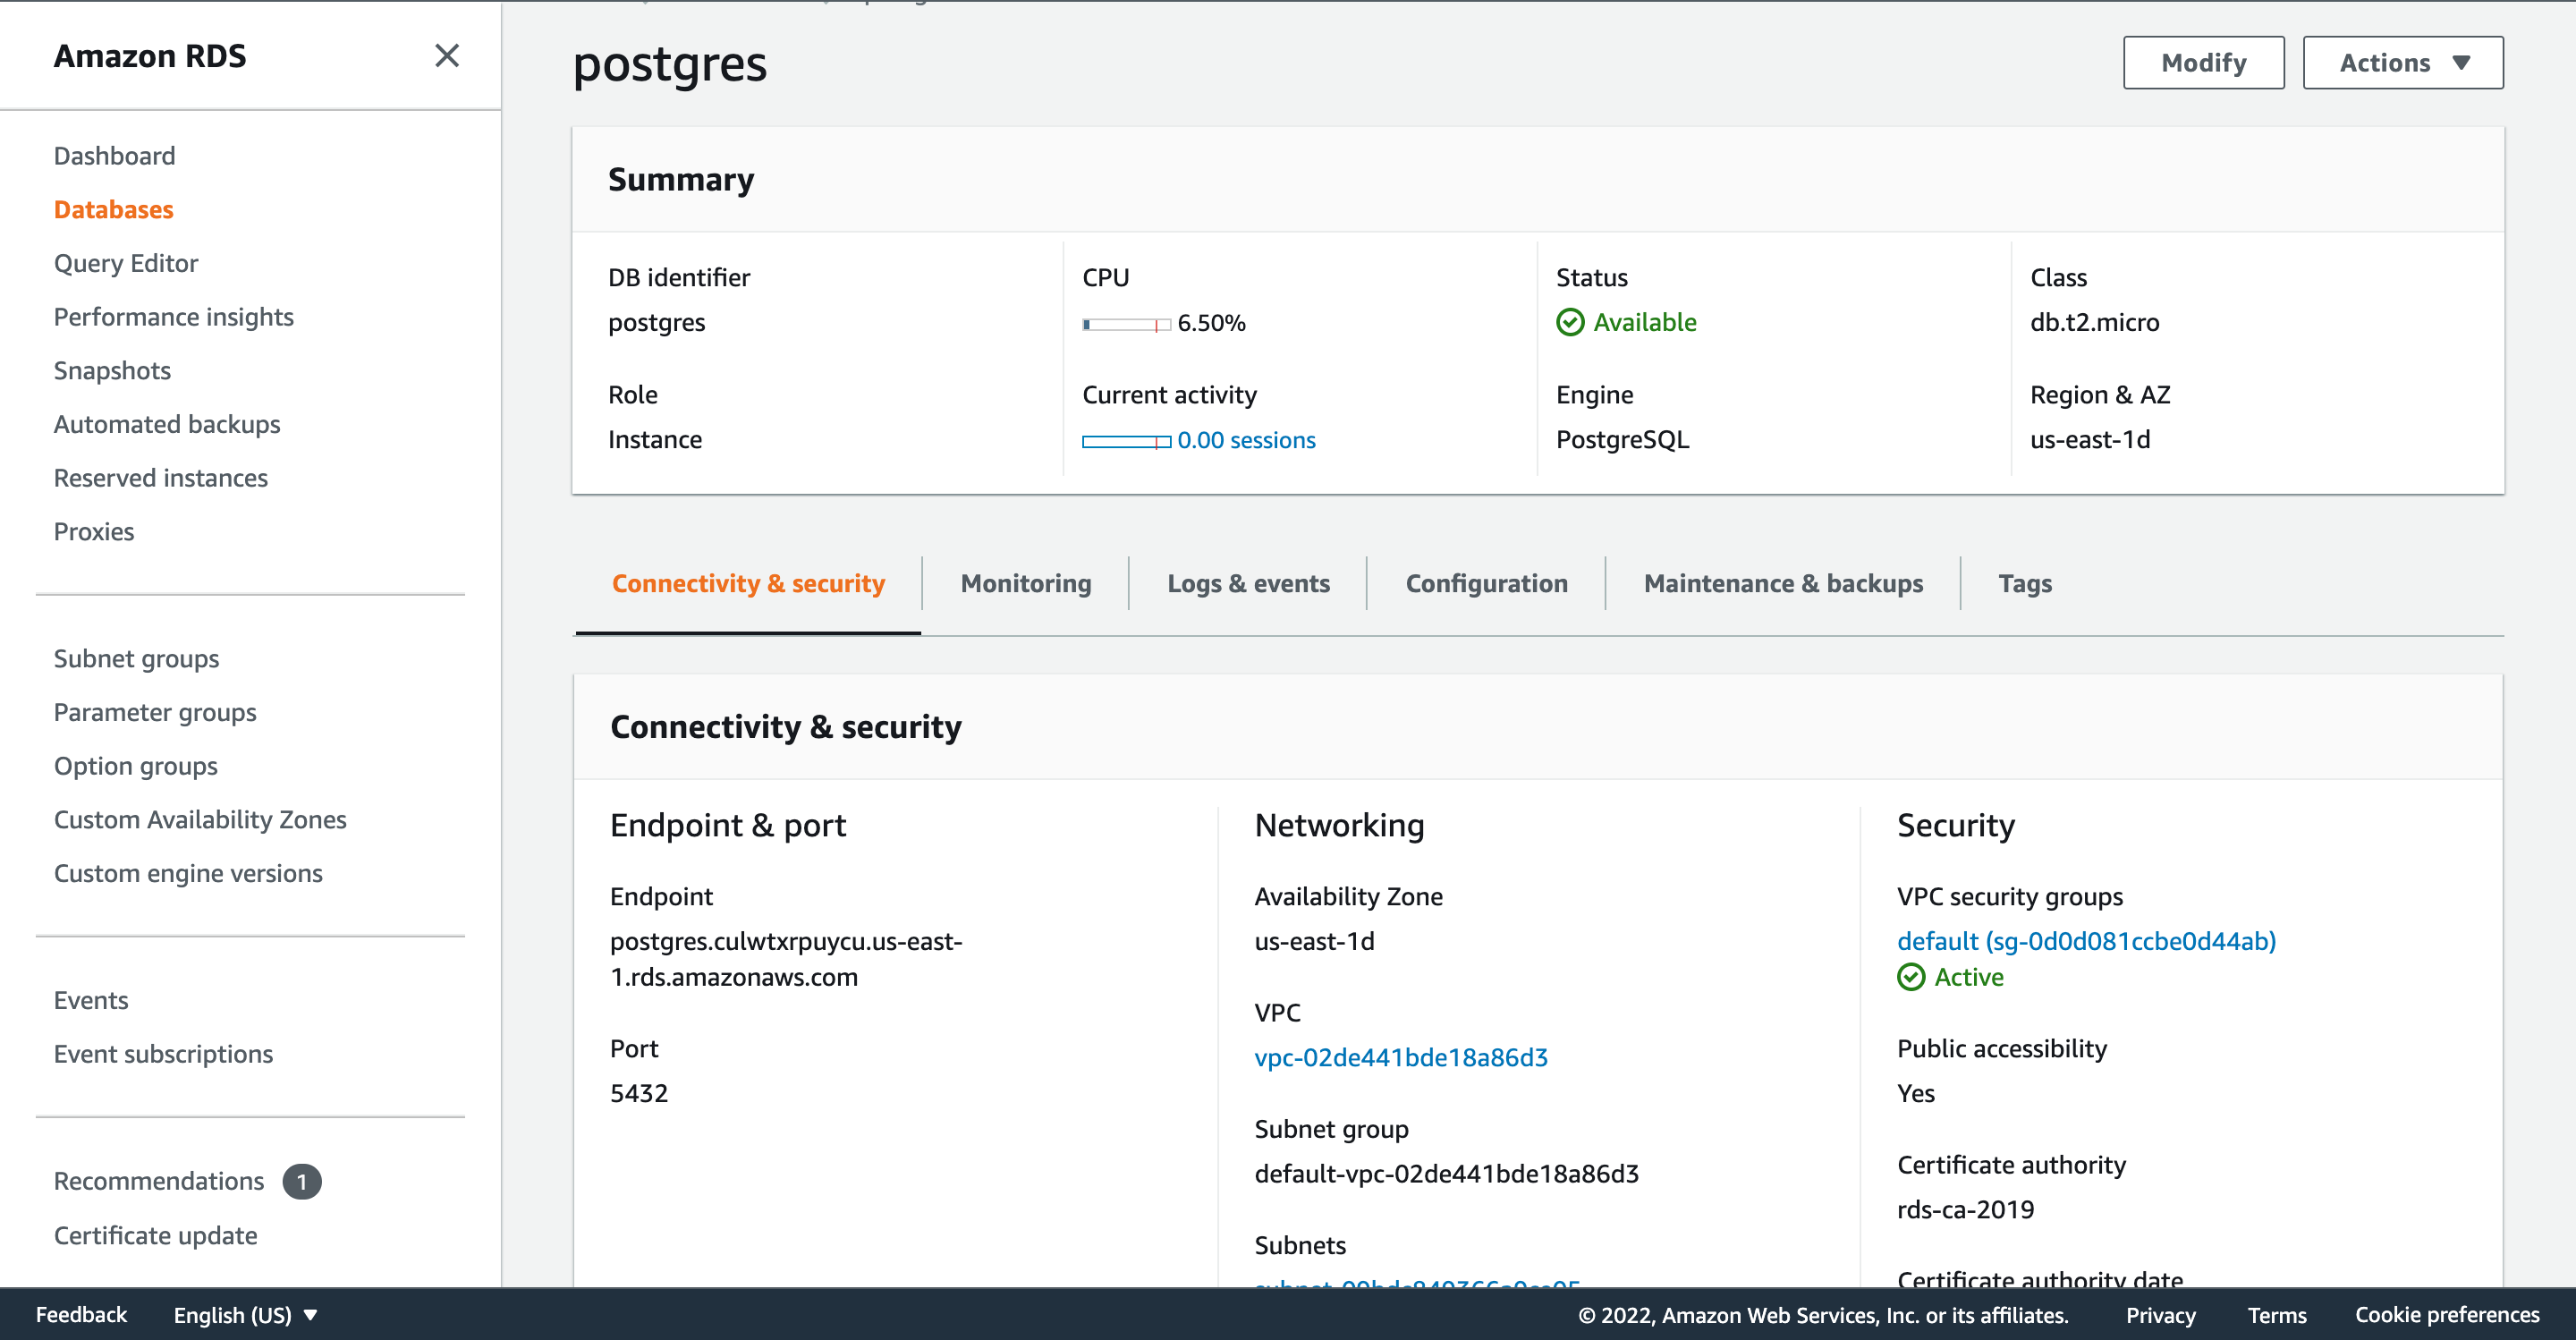 Amazon RDS
Dashboard
Databases
Query Editor
Performance insights
Snapshots
Automated backups
Reserved instances
Proxies
Subnet groups
Parameter groups
Option groups
Custom Availability Zones
Custom engine versions
Events
Event subscriptions
Recommendations 1
Certificate update
postgres
Modify
Actions
Summary
DB identifier
postgres
CPU
6.50%
Status
Available
Class
db.t2.micro
Role
Instance
Current activity
0.00 sessions
Engine
PostgreSQL
Region & AZ
us-east-1d
Connectivity & security
Monitoring
Logs & events
Configuration
Maintenance & backups
Tags
Connectivity & security
Endpoint & port
Endpoint
postgres.culwtxrpuycu.us-east-
1.rds.amazonaws.com
Port
5432
Networking
Availability Zone
us-east-1d
VPC
vpc-02de441bde18a86d3
Subnet group
default-vpc-02de441bde18a86d3
Subnets
Security
VPC security groups
default (sg-0d0d081ccbe0d44ab)
Active
Public accessibility
Yes
Certificate authority
rds-ca-2019
Certificate authority date
Feedback
English (US)
© 2022, Amazon Web Services, Inc. or its affiliates.
Privacy
Terms
Cookie preferences